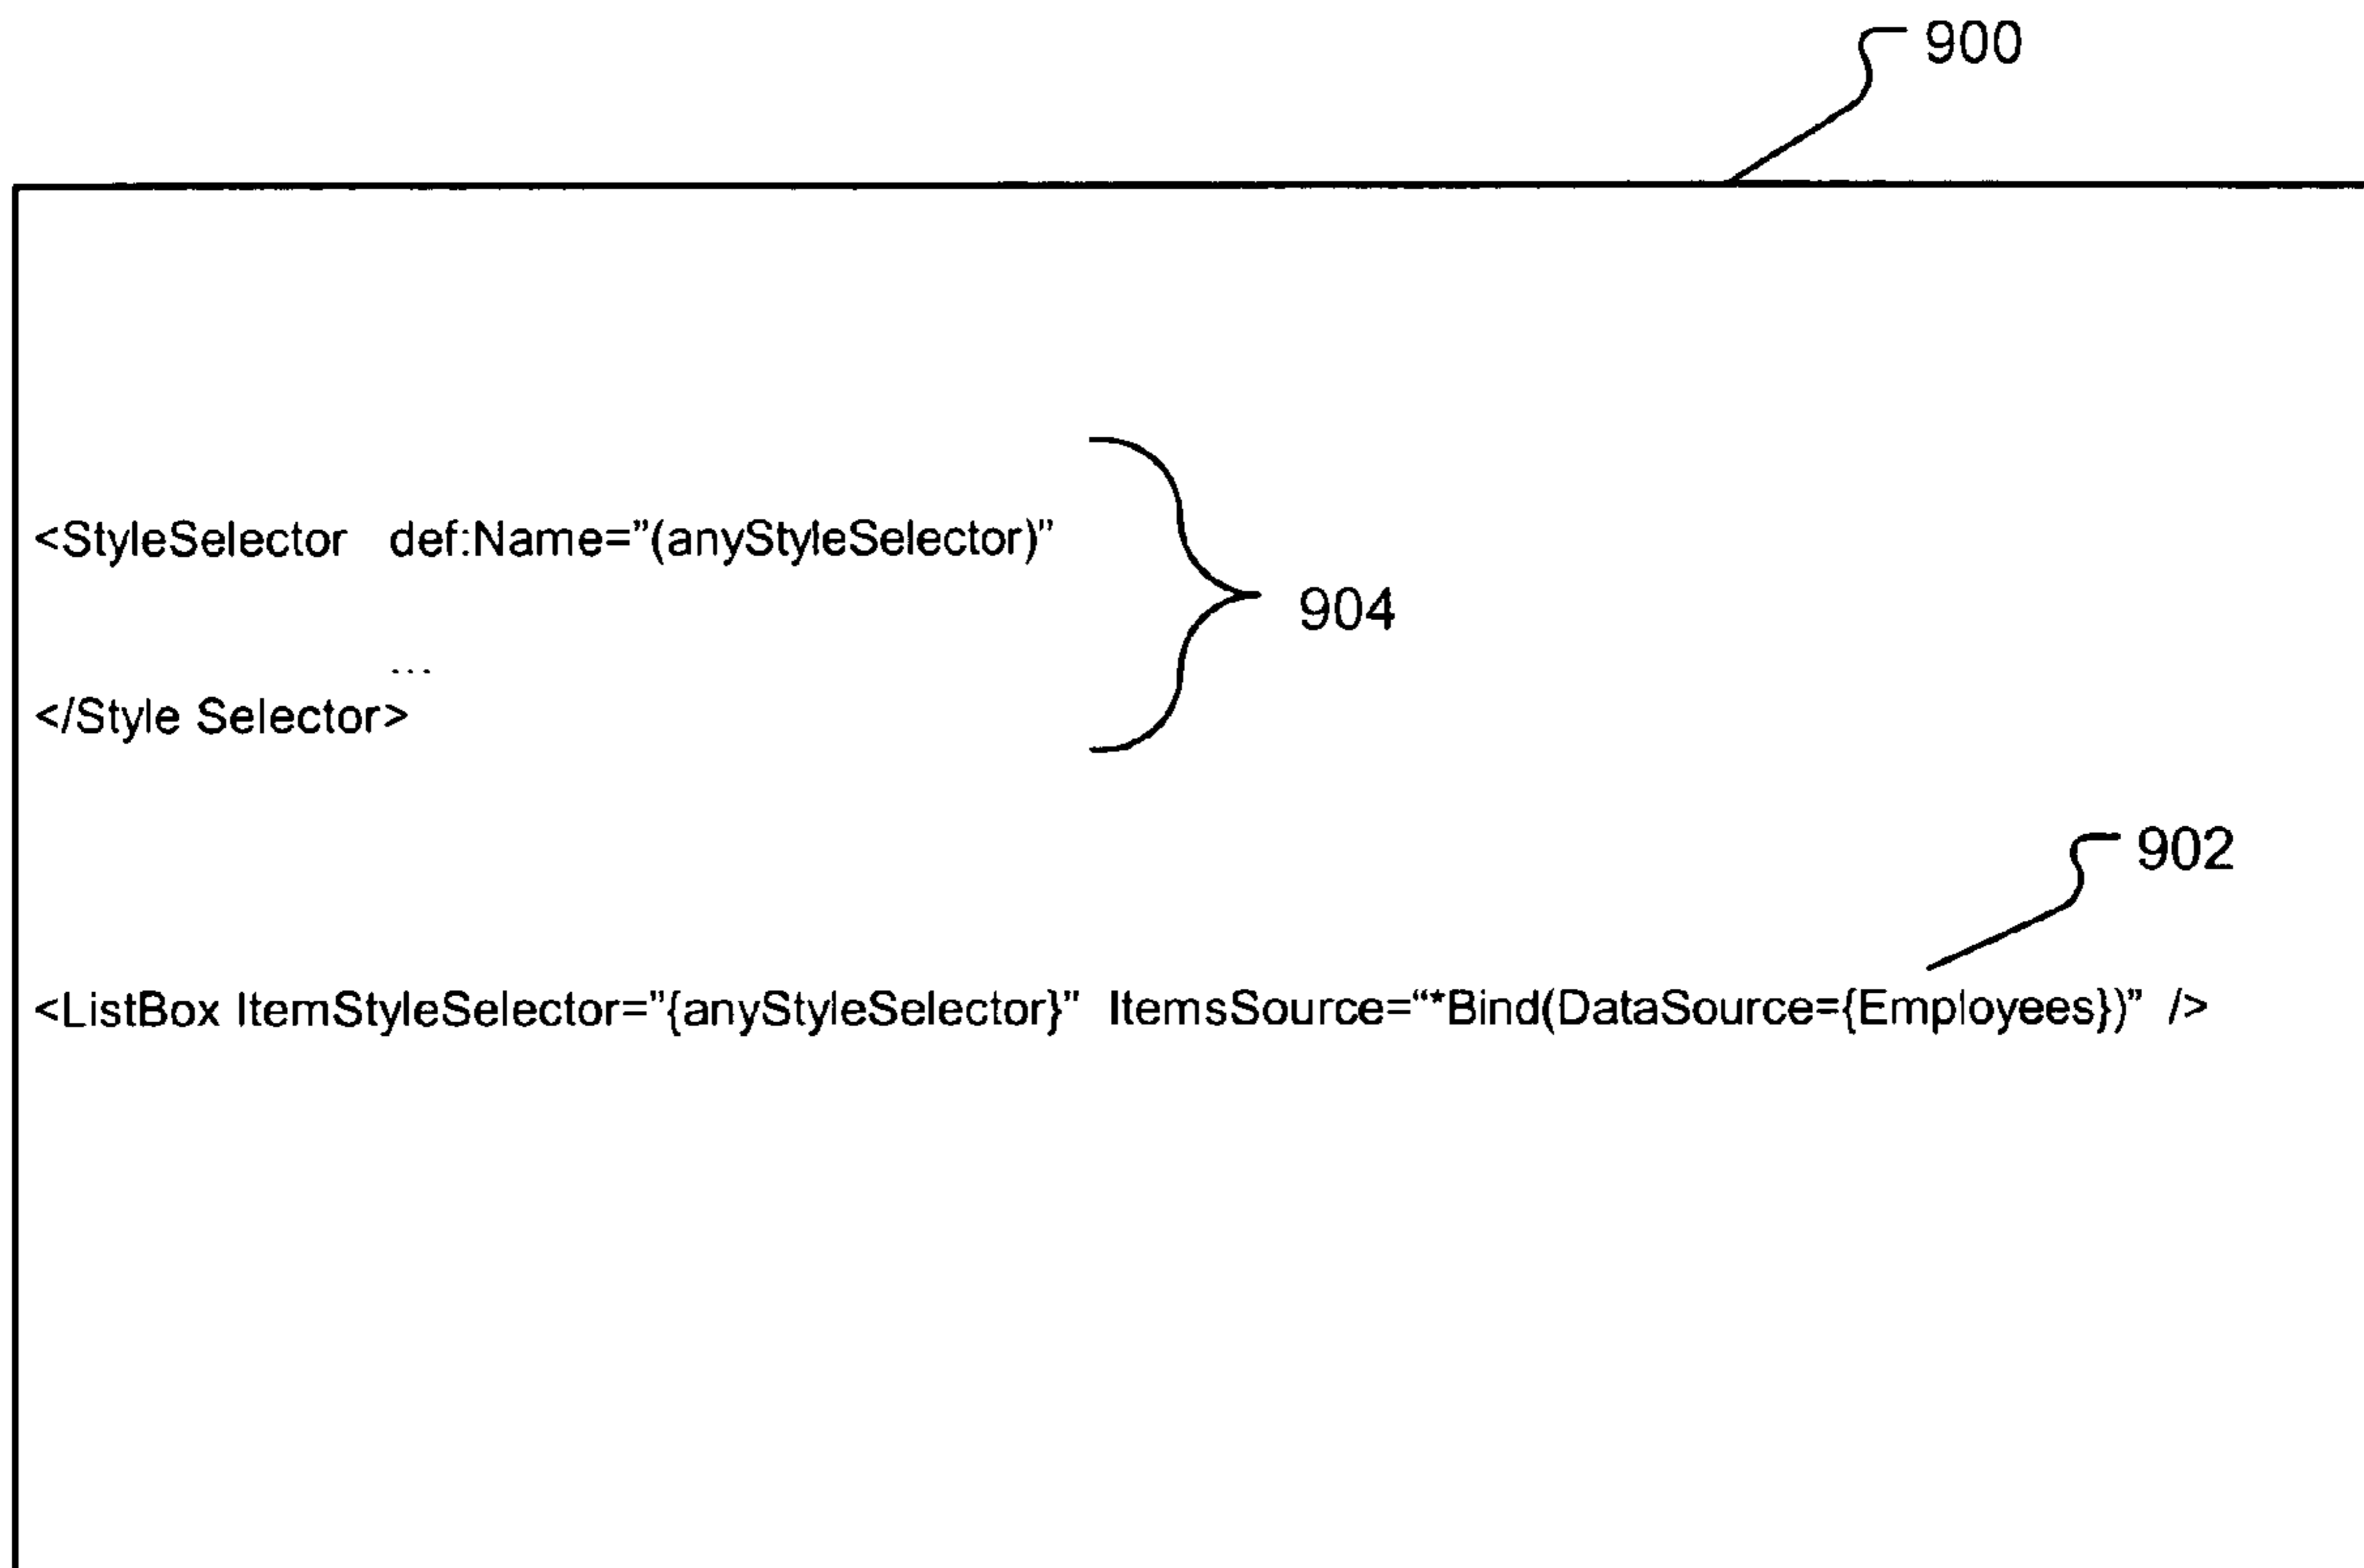 900
<StyleSelector def:Name=”(anyStyleSelector)”
904
...
</Style Selector>
902
<ListBox ItemStyleSelector=”{anyStyleSelector}” ItemsSource=“*Bind(DataSource={Employees})” />